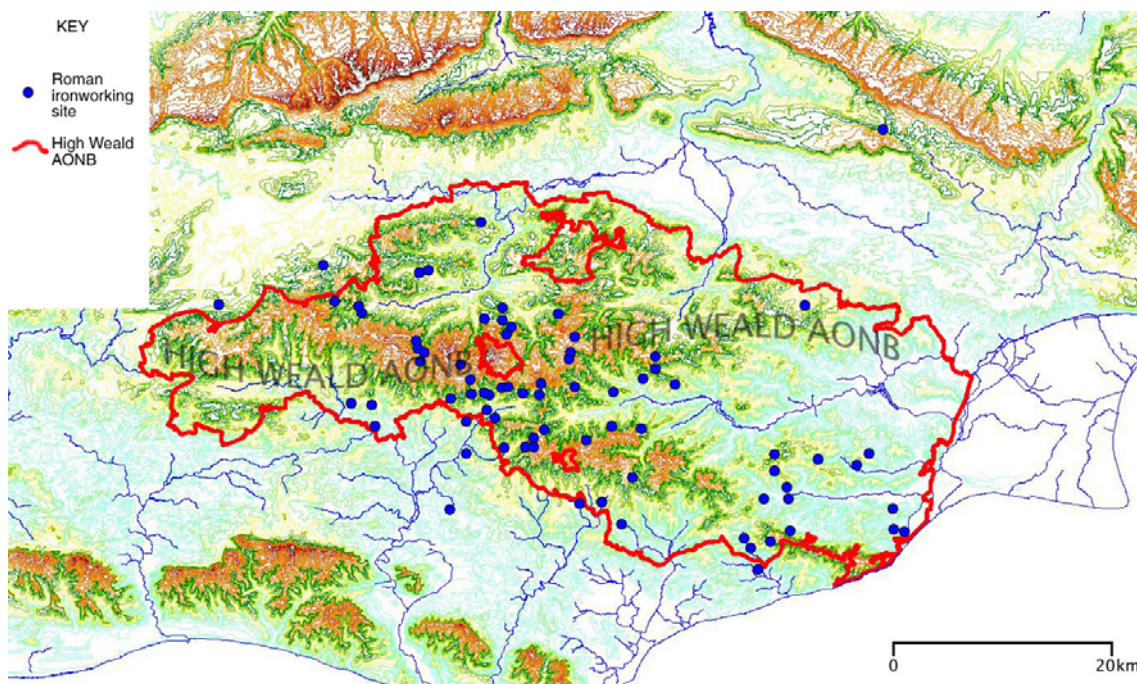 KEY
Roman
ironworking
site
High Weald
AONB
HIGH WEALD AONB
HIGH WEALD AONB
0
20km